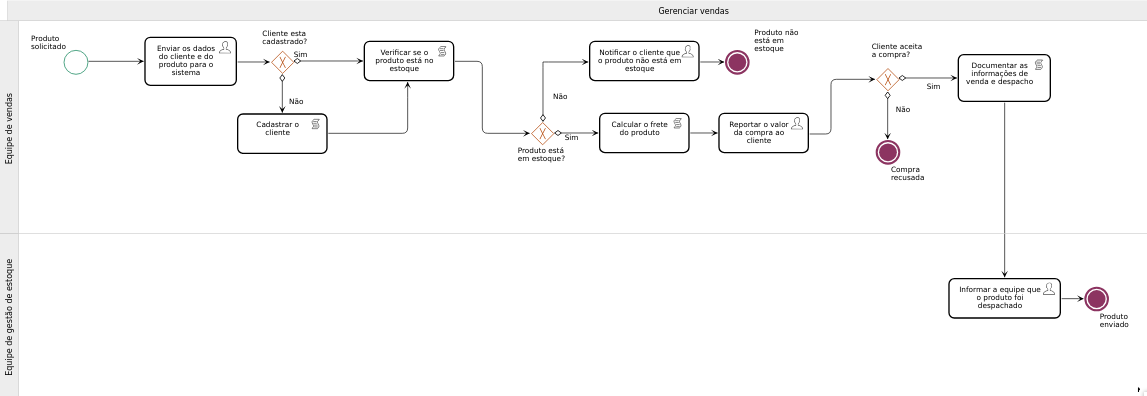 Gerenciar vendas
Equipe de vendas
Produto
solicitado
Enviar os dados
do cliente e do
produto para o
sistema
Cliente esta
cadastrado?
Sim
Não
Cadastrar o
cliente
Verificar se o
produto está no
estoque
Produto está
em estoque?
Não
Sim
Notificar o cliente que
o produto não está em
estoque
Produto não
está em
estoque
Calcular o frete
do produto
Reportar o valor
da compra ao
cliente
Cliente aceita
a compra?
Sim
Não
Compra
recusada
Documentar as
informações de
venda e despacho
Equipe de gestão de estoque
Informar a equipe que
o produto foi
despachado
Produto
enviado